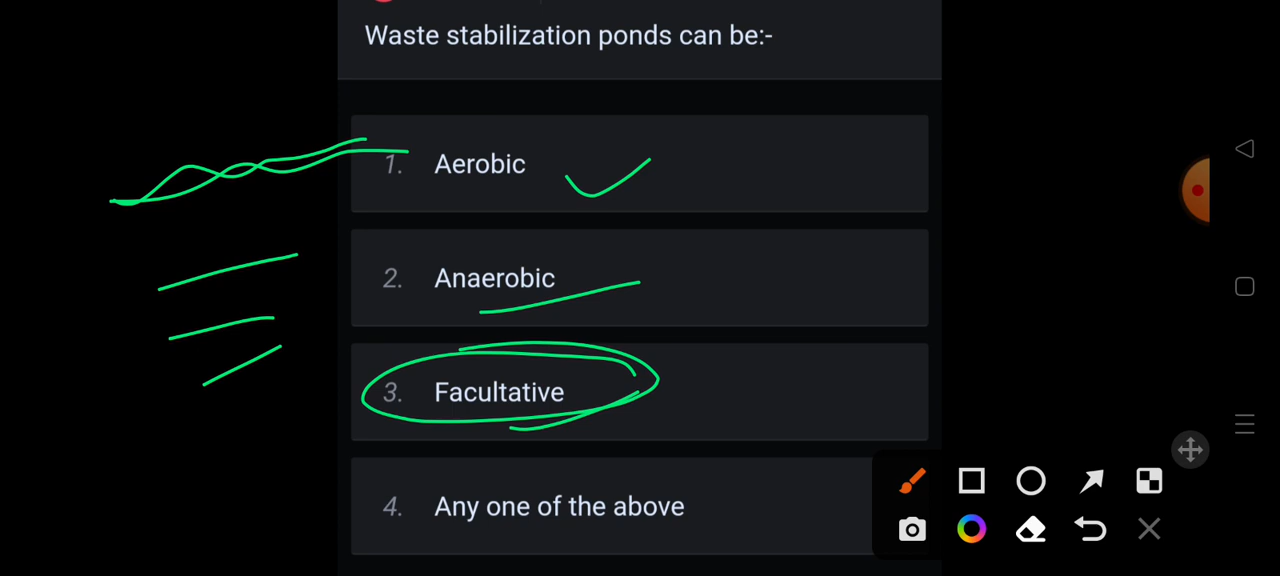 Waste stabilization ponds can be:-
1. Aerobic
2. Anaerobic
3. Facultative
4. Any one of the above